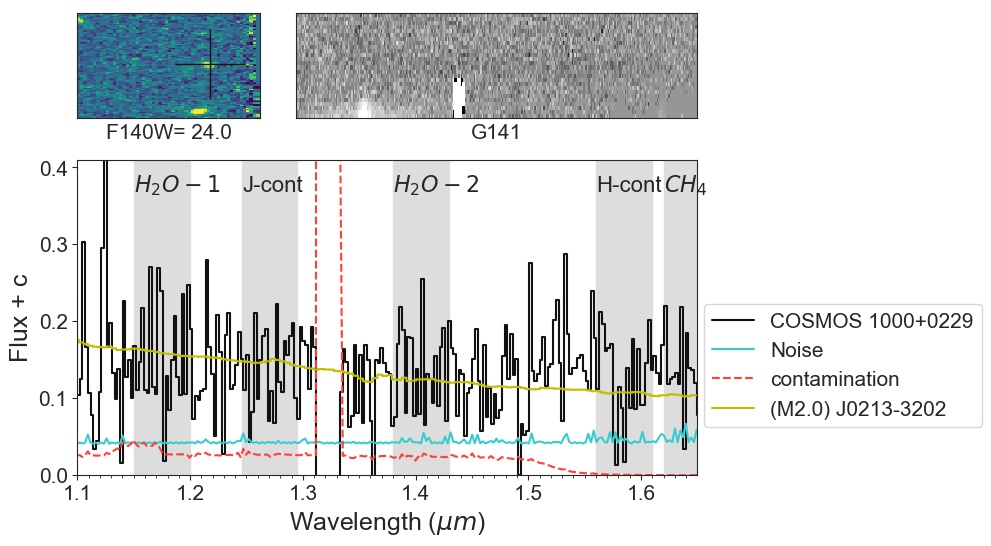 F140W= 24.0
G141
H₂O − 1
J-cont
H₂O − 2
H-cont
CH₄
0.4
0.3
0.2
0.1
0.0
Flux + c
1.1
1.2
1.3
1.4
1.5
1.6
Wavelength (μm)
COSMOS 1000+0229
Noise
contamination
(M2.0) J0213-3202